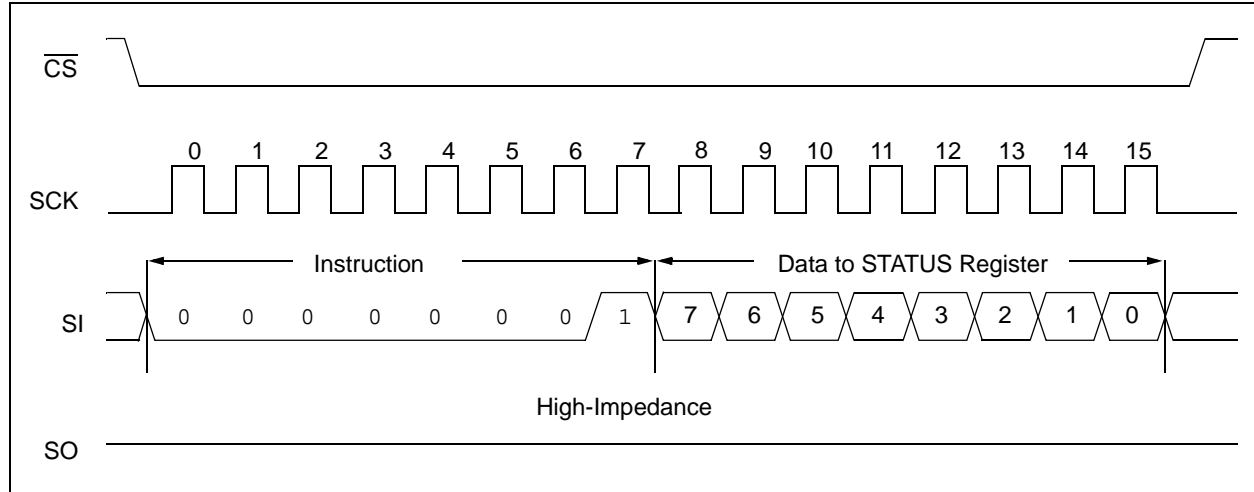 CS
0 1 2 3 4 5 6 7 8 9 10 11 12 13 14 15
SCK
Instruction Data to STATUS Register
SI 0 0 0 0 0 0 0 1 7 6 5 4 3 2 1 0
High-Impedance
SO